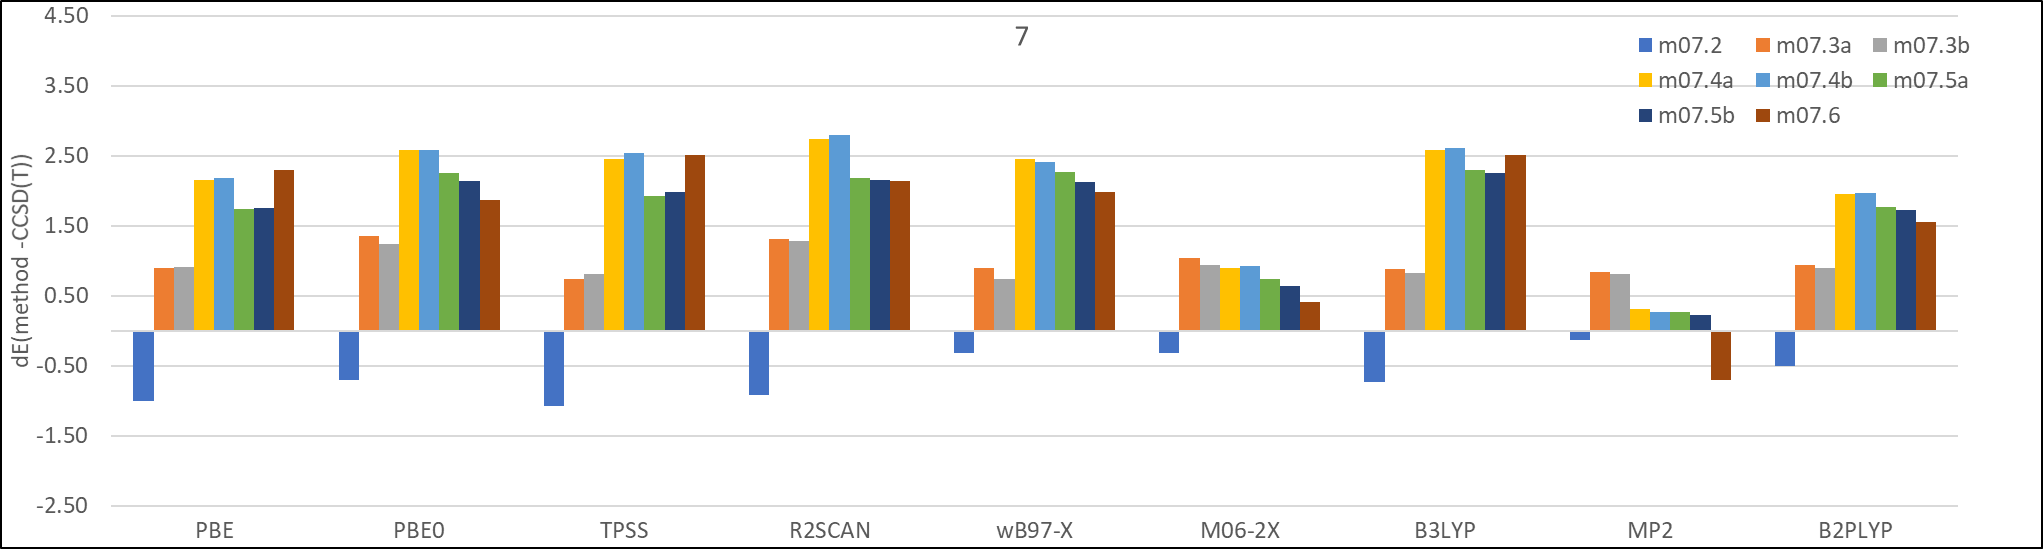 7
m07.2 m07.3a m07.3b
m07.4a m07.4b m07.5a
m07.5b m07.6
dE(method -CCSD(T))
4.50
3.50
2.50
1.50
0.50
-0.50
-1.50
-2.50
PBE PBE0 TPSS R2SCAN wB97-X M06-2X B3LYP MP2 B2PLYP